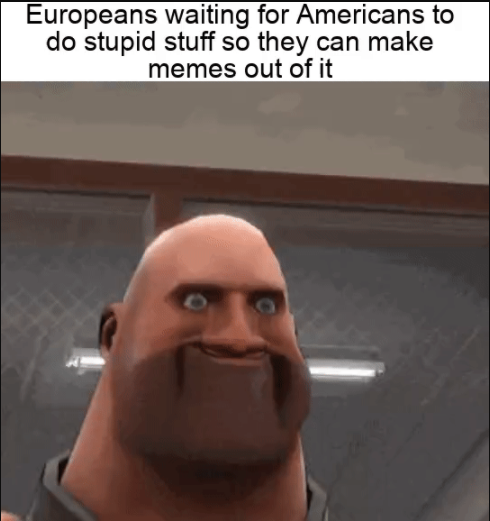 Europeans waiting for Americans to
do stupid stuff so they can make
memes out of it